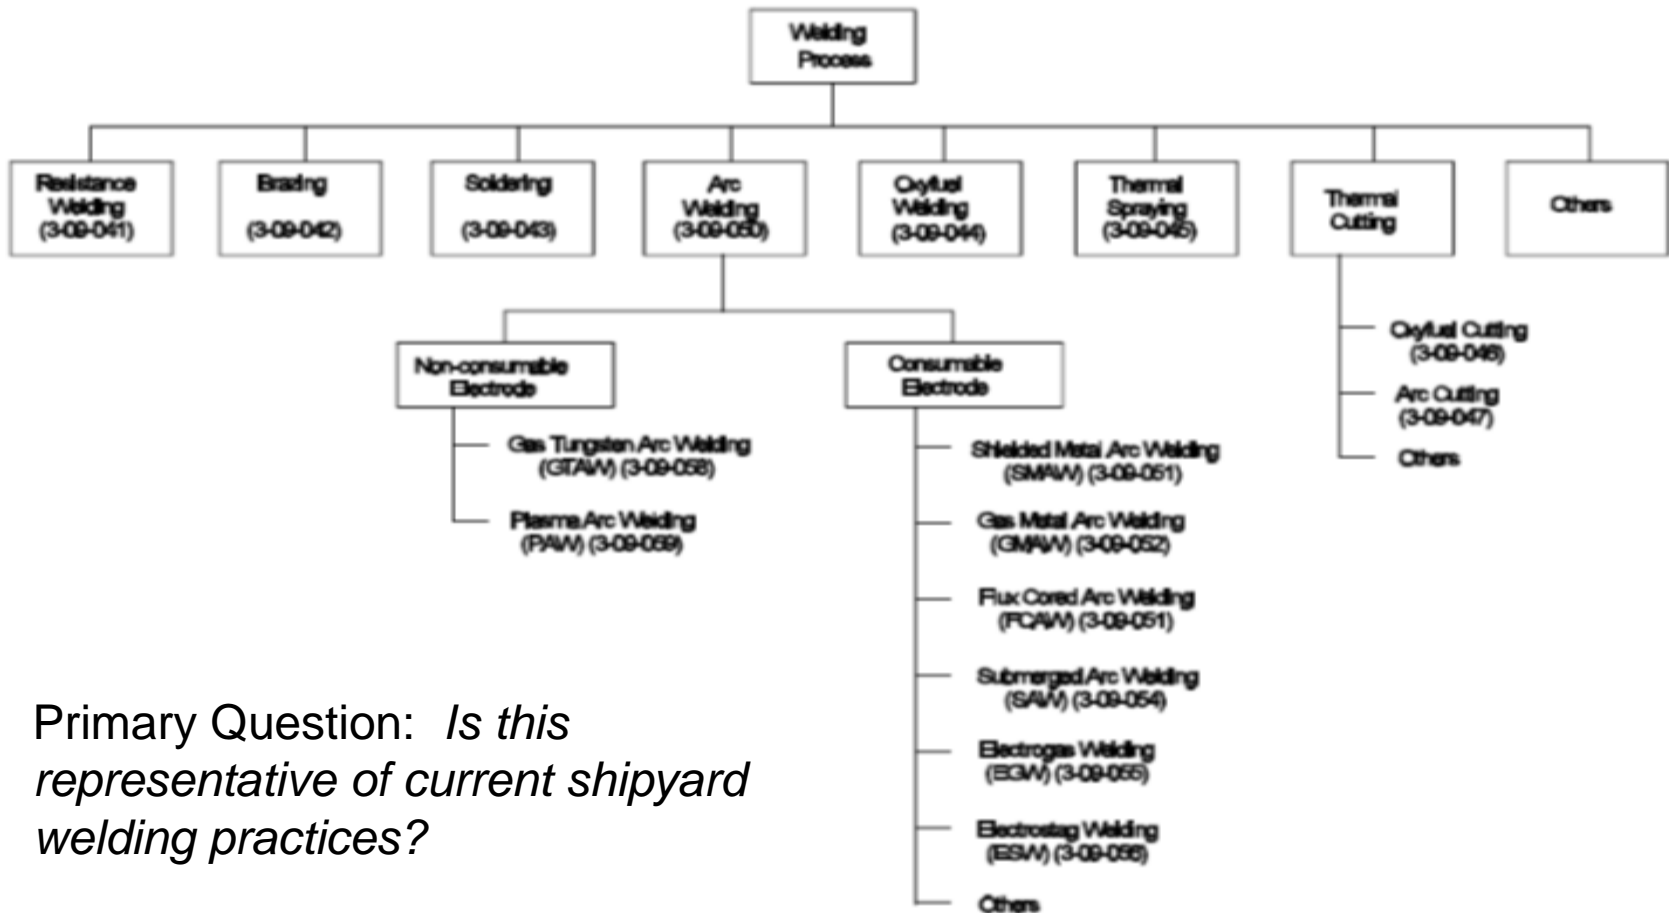 Welding
Process
Resistance
Welding
(3-09-041)
Brazing
(3-09-042)
Soldering
(3-09-043)
Arc
Welding
(3-09-050)
Oxyfuel
Welding
(3-09-044)
Thermal
Spraying
(3-09-045)
Thermal
Cutting
Others
Non-consumable
Electrode
Gas Tungsten Arc Welding
(GTAW) (3-09-058)
Plasma Arc Welding
(PAW) (3-09-059)
Consumable
Electrode
Shielded Metal Arc Welding
(SMAW) (3-09-051)
Gas Metal Arc Welding
(GMAW) (3-09-052)
Flux Cored Arc Welding
(FCAW) (3-09-051)
Submerged Arc Welding
(SAW) (3-09-054)
Electrogas Welding
(EGW) (3-09-055)
Electroslag Welding
(ESW) (3-09-056)
Others
Oxyfuel Cutting
(3-09-046)
Arc Cutting
(3-09-047)
Others
Primary Question: Is this
representative of current shipyard
welding practices?